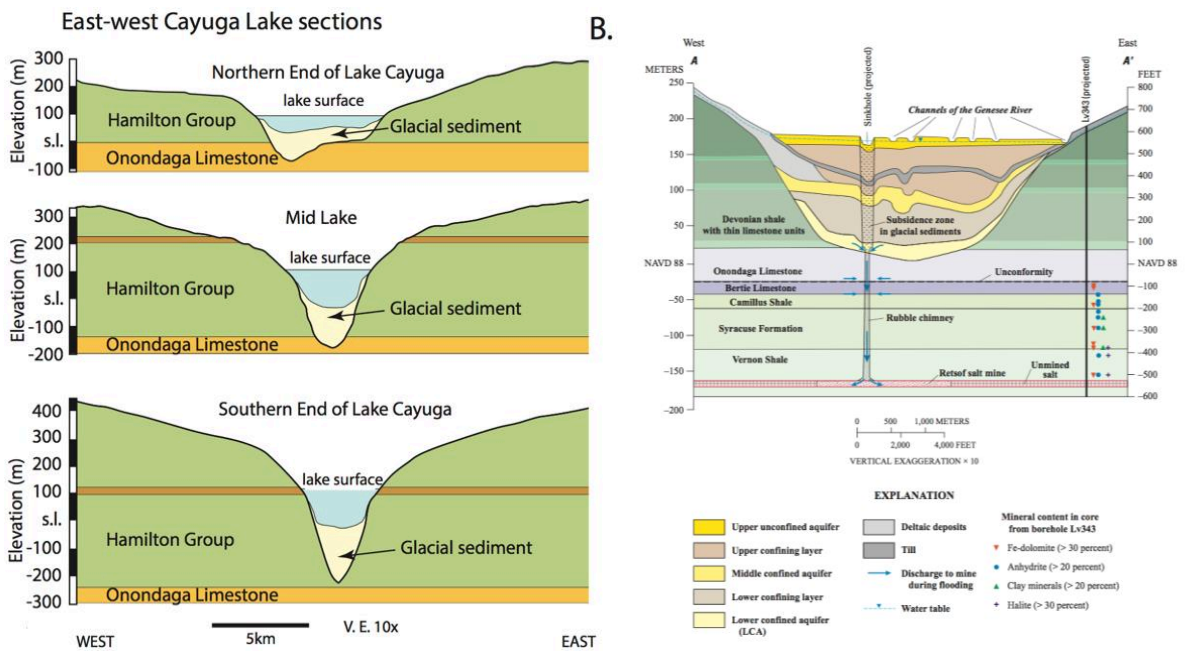 East-west Cayuga Lake sections
Elevation (m)
300
200
100
s.l.
-100
Northern End of Lake Cayuga
lake surface
Hamilton Group
Glacial sediment
Onondaga Limestone
Elevation (m)
300
200
100
s.l.
-100
-200
Mid Lake
lake surface
Hamilton Group
Glacial sediment
Onondaga Limestone
Elevation (m)
400
300
200
100
s.l.
-100
-200
-300
Southern End of Lake Cayuga
lake surface
Hamilton Group
Glacial sediment
Onondaga Limestone
WEST
5km
V. E. 10x
EAST
B.
West
A
East
A'
METERS
250
200
150
100
50
NAVD 88
-50
-100
-150
-200
FEET
800
700
600
500
400
300
200
100
NAVD 88
-100
-200
-300
-400
-500
-600
Sinkhole (projected)
Channels of the Genesee River
Lv343 (projected)
Devonian shale
with thin limestone units
Subsidence zone
in glacial sediments
Onondaga Limestone
Unconformity
Bertie Limestone
Camillus Shale
Rubble chimney
Syracuse Formation
Vernon Shale
Retsof salt mine
Unmined
salt
0 500 1,000 METERS
0 2,000 4,000 FEET
VERTICAL EXAGGERATION × 10
EXPLANATION
Upper unconfined aquifer
Upper confining layer
Middle confined aquifer
Lower confining layer
Lower confined aquifer
(LCA)
Deltaic deposits
Till
Discharge to mine
during flooding
Water table
Mineral content in core
from borehole Lv343
Fe-dolomite (> 30 percent)
Anhydrite (> 20 percent)
Clay minerals (> 20 percent)
Halite (> 30 percent)